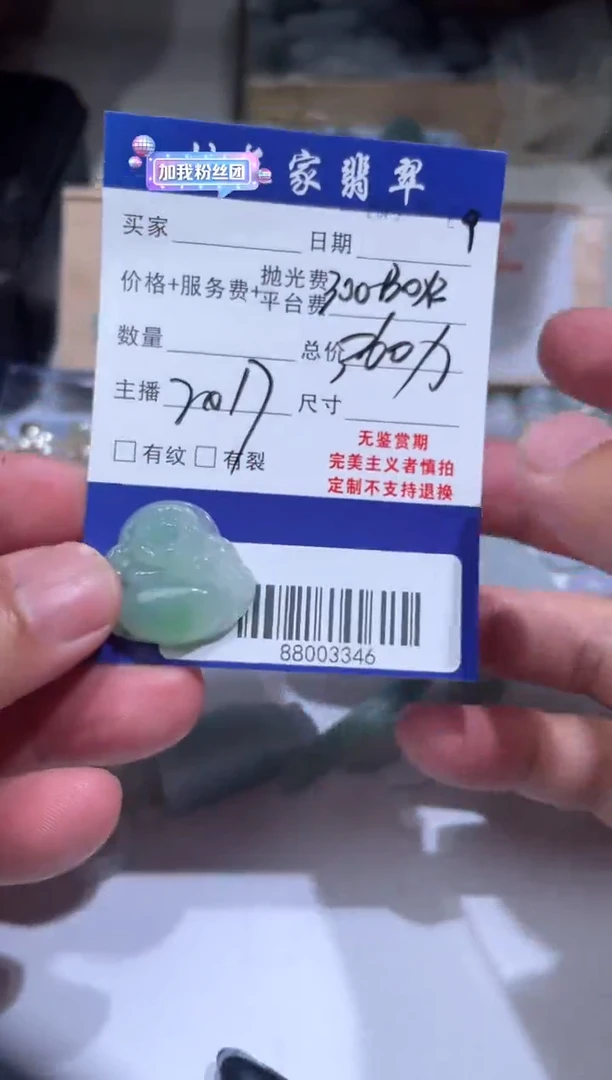 加我粉丝团
家翡翠
买家 日期 9
价格+服务费+抛光费
平台费
数量 总价
主播 2017 尺寸
有纹 有裂
无鉴赏期
完美主义者慎拍
定制不支持退换
88003346